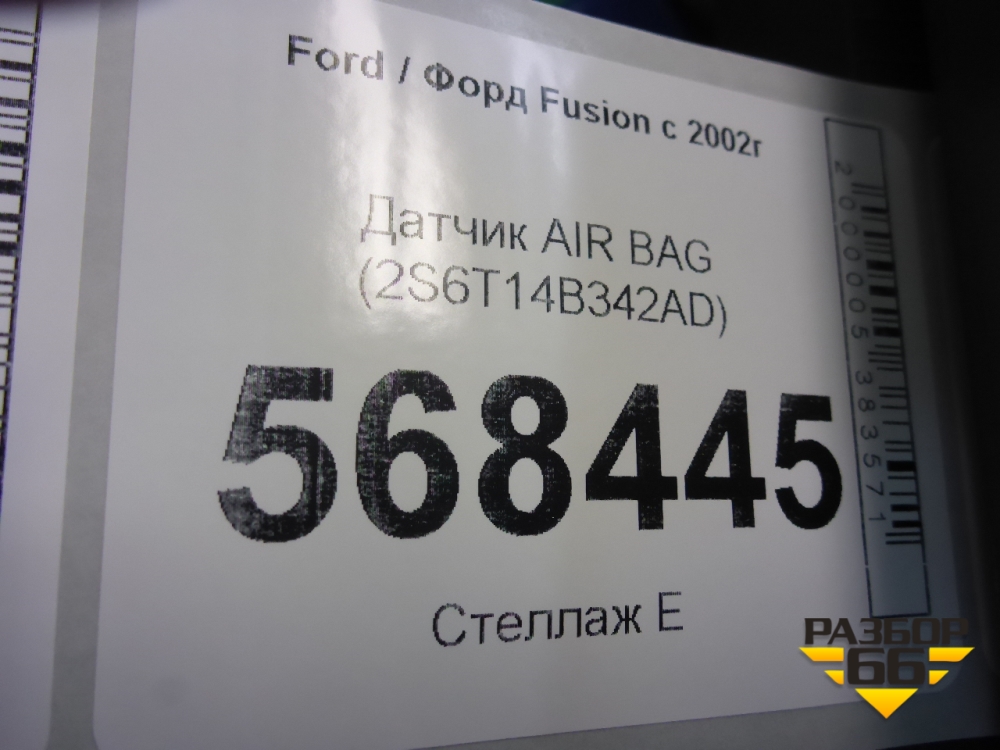 Ford / Форд Fusion с 2002г
Датчик AIR BAG
(2S6T14B342AD)
568445
Стеллаж Е
2000005383571
РАЗБОР
66